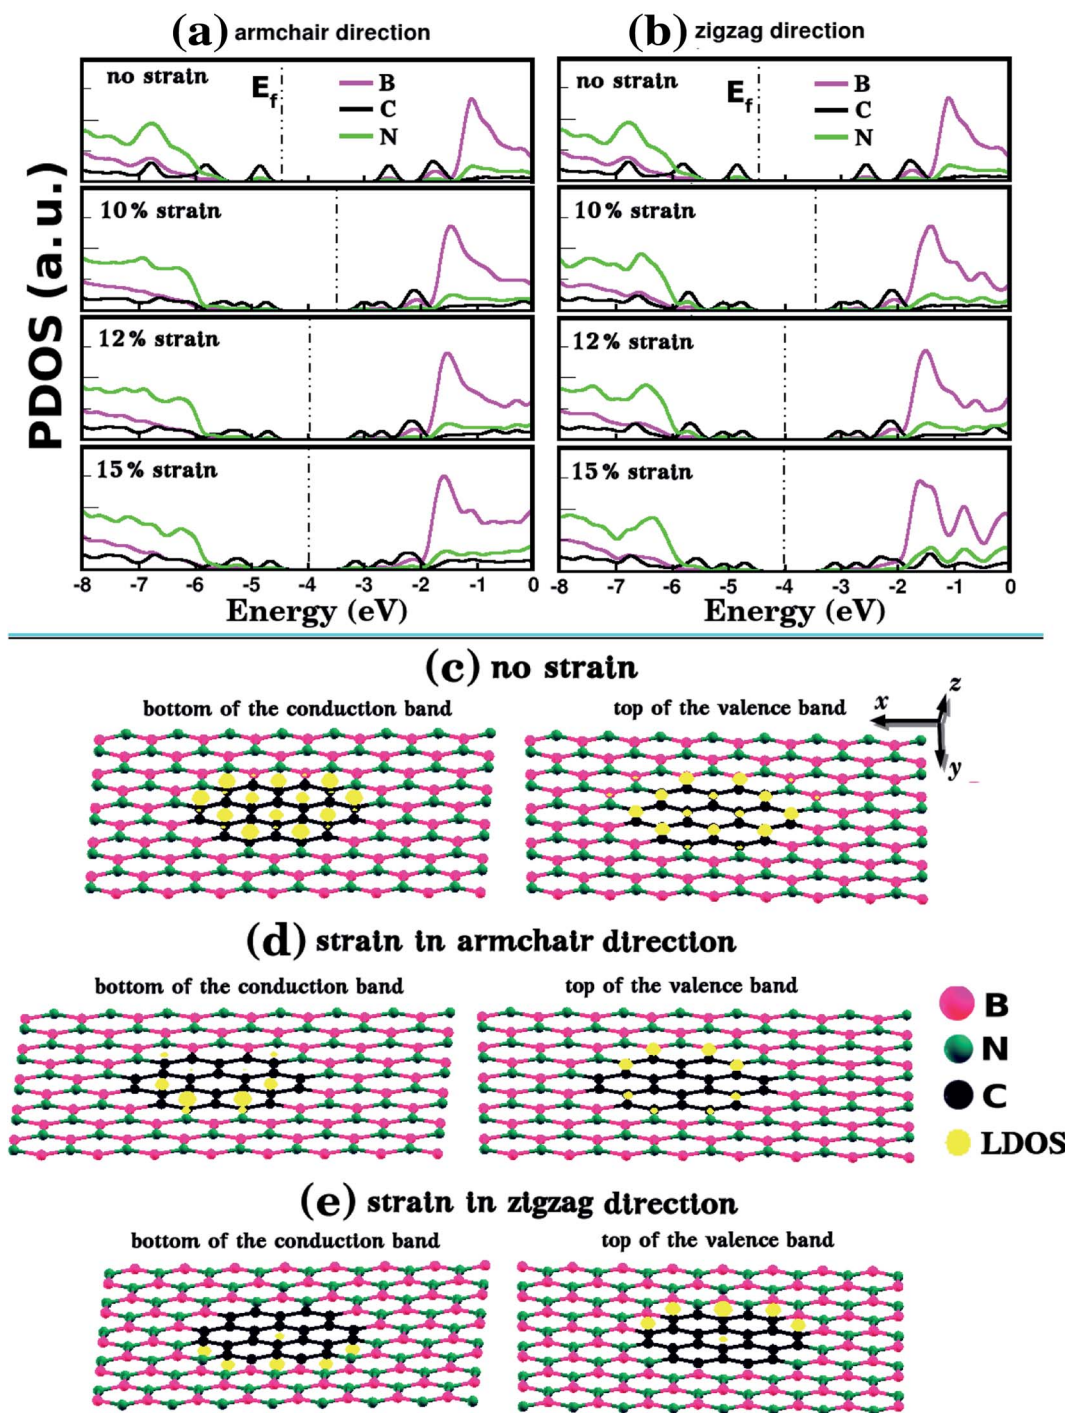 (a) armchair direction
(b) zigzag direction
PDOS (a.u.)
no strain
E_f
B
C
N
no strain
E_f
B
C
N
10% strain
10% strain
12% strain
12% strain
15% strain
15% strain
-8 -7 -6 -5 -4 -3 -2 -1 0
-8 -7 -6 -5 -4 -3 -2 -1 0
Energy (eV)
Energy (eV)
(c) no strain
bottom of the conduction band
top of the valence band
x
z
y
(d) strain in armchair direction
bottom of the conduction band
top of the valence band
B
N
C
LDOS
(e) strain in zigzag direction
bottom of the conduction band
top of the valence band